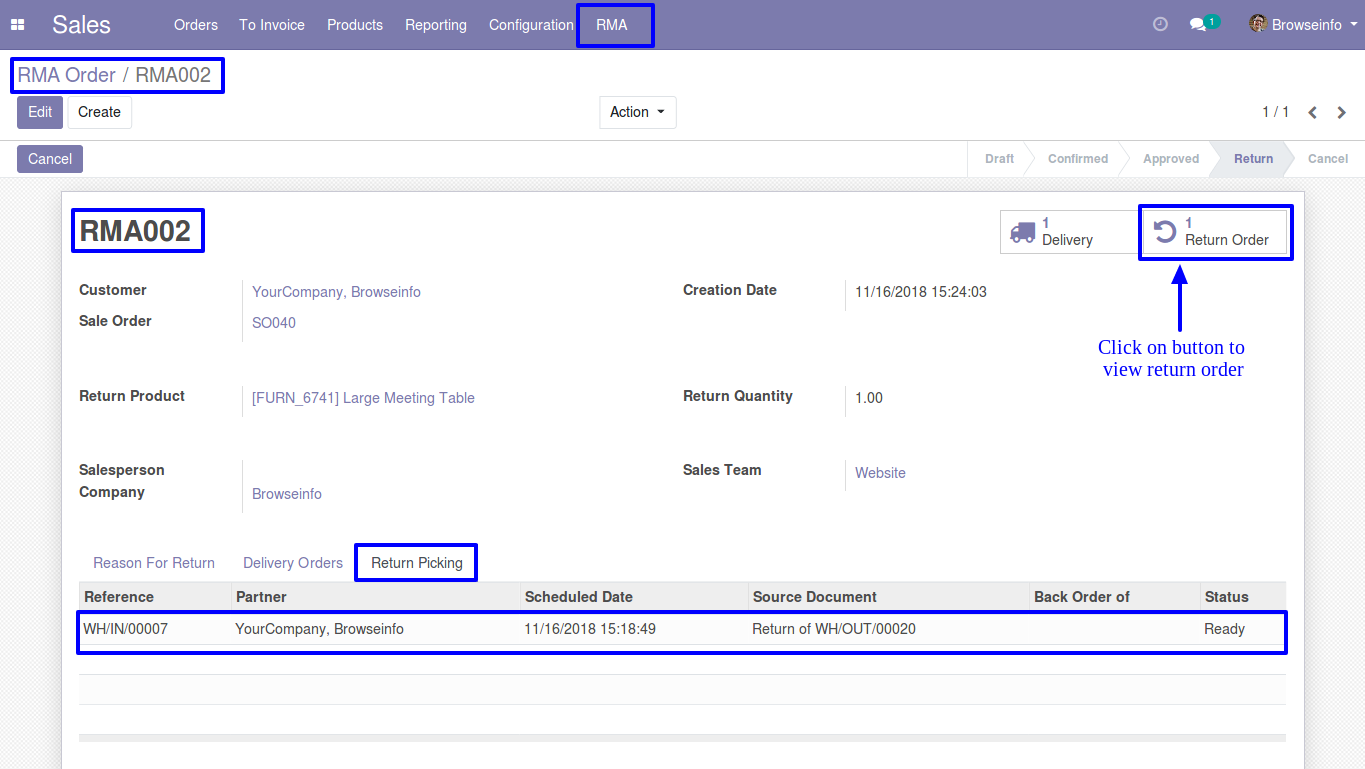 Sales Orders To Invoice Products Reporting Configuration RMA 1 Browseinfo
RMA Order / RMA002
Edit Create Action 1 / 1
Cancel Draft Confirmed Approved Return Cancel
RMA002
1 Delivery
1 Return Order
Click on button to
view return order
Customer YourCompany, Browseinfo Creation Date 11/16/2018 15:24:03
Sale Order SO040
Return Product [FURN_6741] Large Meeting Table Return Quantity 1.00
Salesperson Sales Team Website
Company Browseinfo
Reason For Return Delivery Orders Return Picking
Reference Partner Scheduled Date Source Document Back Order of Status
WH/IN/00007 YourCompany, Browseinfo 11/16/2018 15:18:49 Return of WH/OUT/00020 Ready